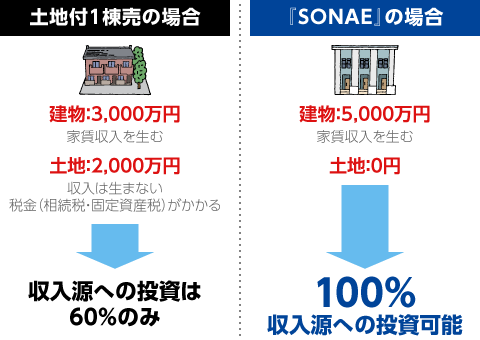 土地付1棟売の場合
建物:3,000万円
家賃収入を生む
土地:2,000万円
収入は生まない
税金(相続税・固定資産税)がかかる
収入源への投資は
60%のみ
『SONAE』の場合
建物:5,000万円
家賃収入を生む
土地:0円
100%
収入源への投資可能